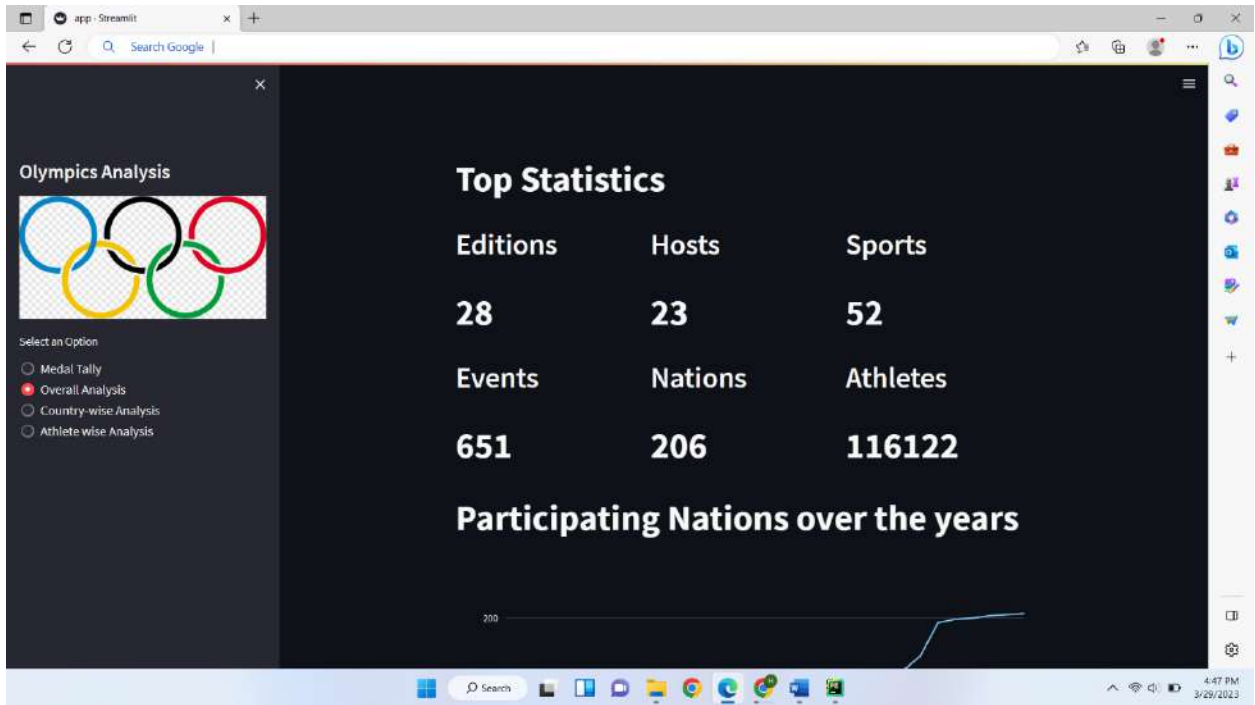 app · Streamlit
Search Google
Olympics Analysis
Select an Option
Medal Tally
Overall Analysis
Country-wise Analysis
Athlete wise Analysis
Top Statistics
Editions Hosts Sports
28 23 52
Events Nations Athletes
651 206 116122
Participating Nations over the years
200
Search
4:47 PM
3/29/2023